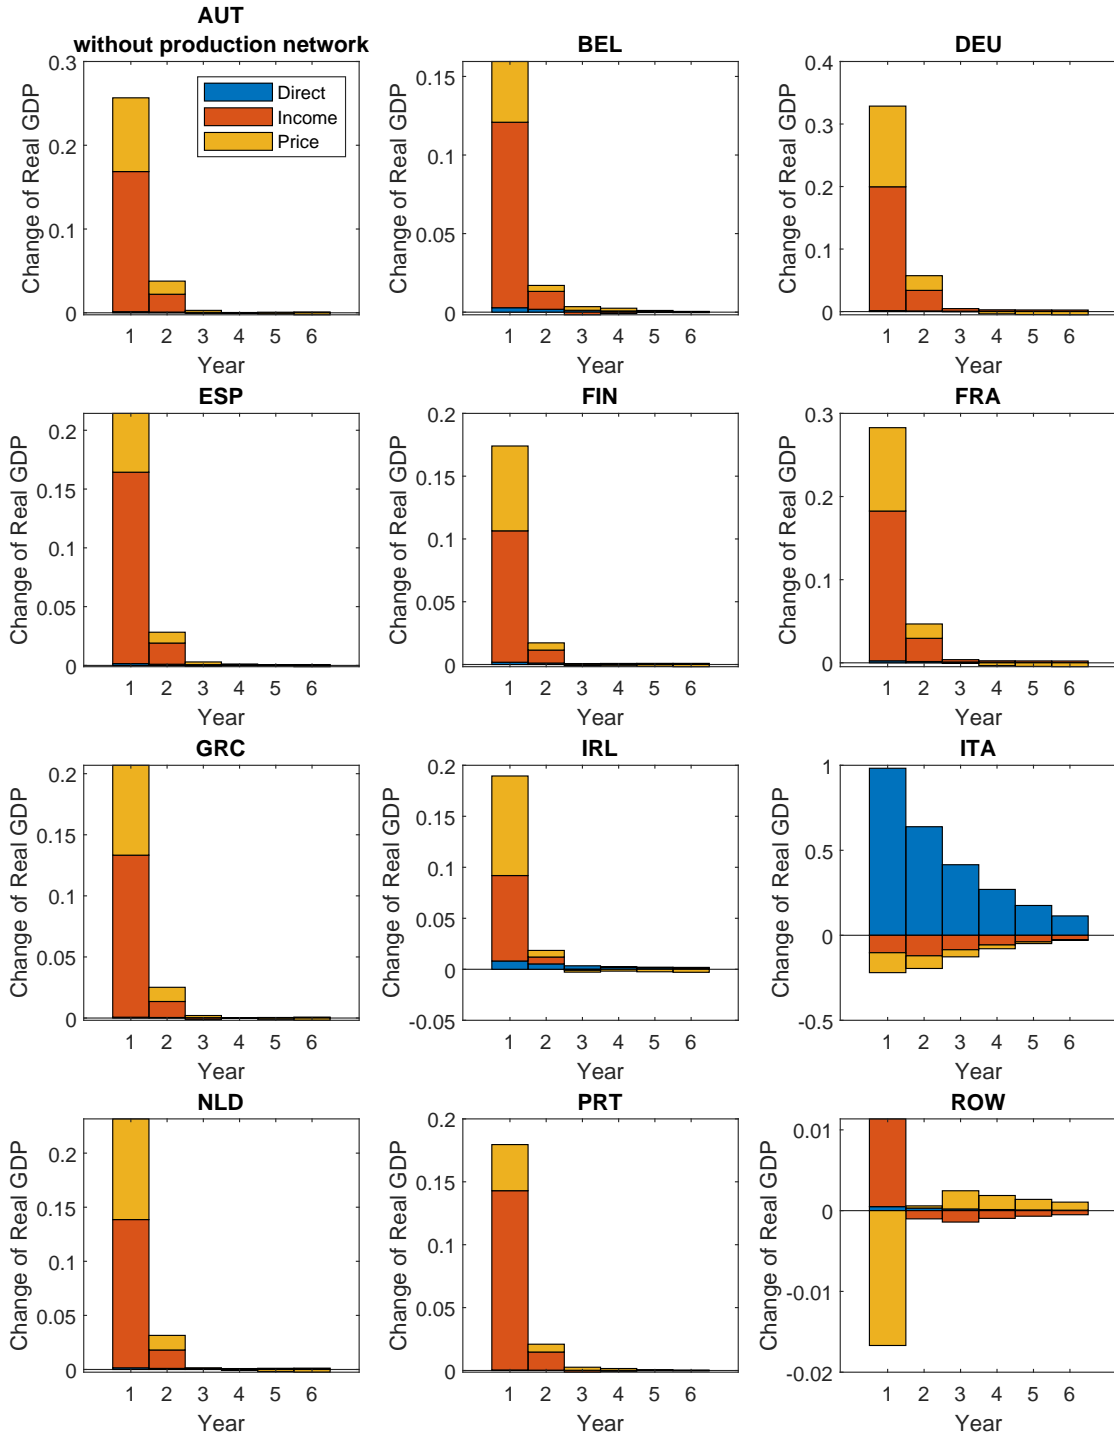 AUT
without production network
0.3
0.2
0.1
0
Change of Real GDP
Direct
Income
Price
1 2 3 4 5 6
Year
BEL
0.15
0.1
0.05
0
Change of Real GDP
1 2 3 4 5 6
Year
DEU
0.4
0.3
0.2
0.1
0
Change of Real GDP
1 2 3 4 5 6
Year
ESP
0.2
0.15
0.1
0.05
0
Change of Real GDP
1 2 3 4 5 6
Year
FIN
0.2
0.15
0.1
0.05
0
Change of Real GDP
1 2 3 4 5 6
Year
FRA
0.3
0.2
0.1
0
Change of Real GDP
1 2 3 4 5 6
Year
GRC
0.2
0.15
0.1
0.05
0
Change of Real GDP
1 2 3 4 5 6
Year
IRL
0.2
0.15
0.1
0.05
0
-0.05
Change of Real GDP
1 2 3 4 5 6
Year
ITA
1
0.5
0
-0.5
Change of Real GDP
1 2 3 4 5 6
Year
NLD
0.2
0.15
0.1
0.05
0
Change of Real GDP
1 2 3 4 5 6
Year
PRT
0.2
0.15
0.1
0.05
0
Change of Real GDP
1 2 3 4 5 6
Year
ROW
0.01
0
-0.01
-0.02
Change of Real GDP
1 2 3 4 5 6
Year